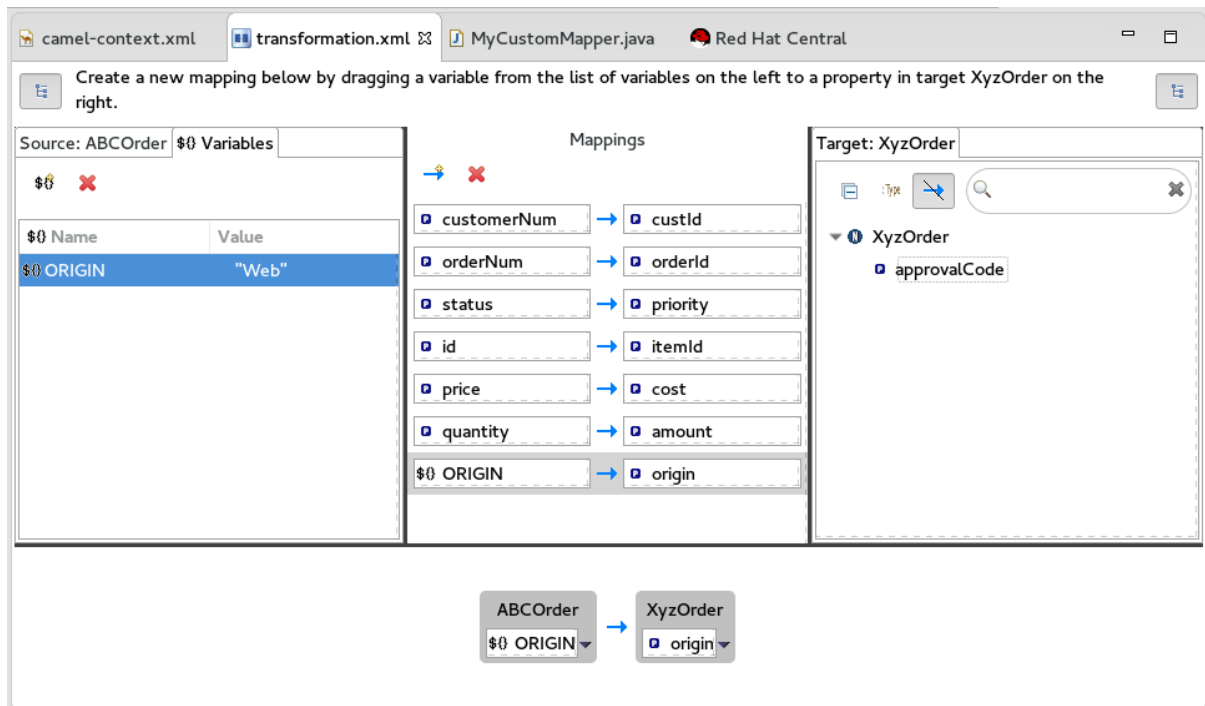 camel-context.xml transformation.xml MyCustomMapper.java Red Hat Central
Create a new mapping below by dragging a variable from the list of variables on the left to a property in target XyzOrder on the
right.
Source: ABCOrder ${} Variables Mappings Target: XyzOrder
${} : Type
${} Name Value
${} ORIGIN "Web"
customerNum custId
orderNum orderId
status priority
id itemId
price cost
quantity amount
${} ORIGIN origin
XyzOrder
approvalCode
ABCOrder XyzOrder
${} ORIGIN origin